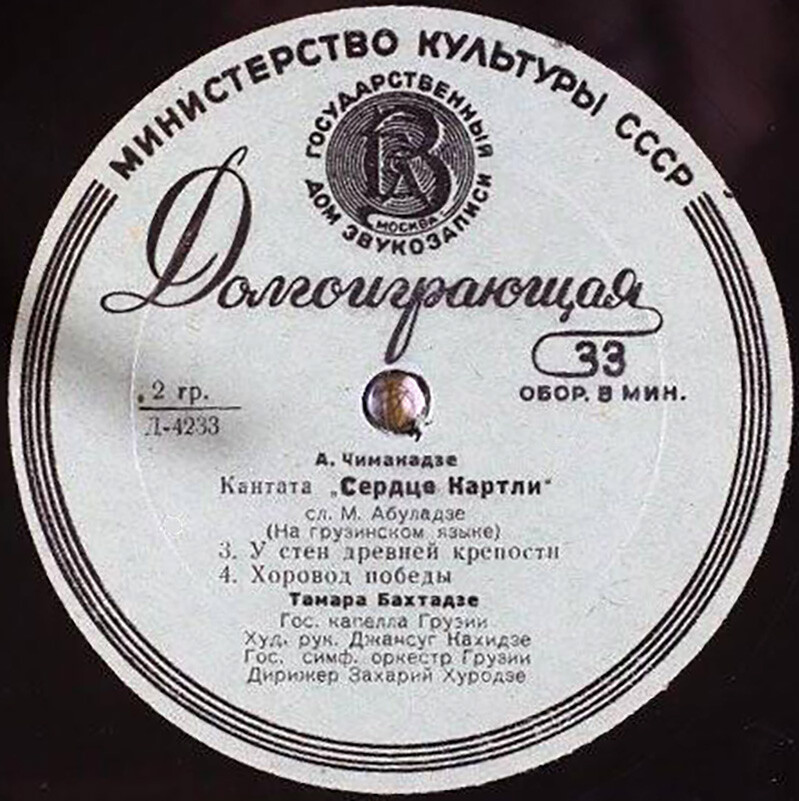 МИНИСТЕРСТВО КУЛЬТУРЫ СССР
ГОСУДАРСТВЕННЫЙ
ДОМ ЗВУКОЗАПИСИ
МОСКВА
Долгоиграющая
33
ОБОР. В МИН.
2 гр.
Д-4233
А. Чимакадзе
Кантата „Сердце Картли"
сл. М. Абуладзе
(На грузинском языке)
3. У стен древней крепости
4. Хоровод победы
Тамара Бахтадзе
Гос. капелла Грузии
Худ. рук. Джансуг Кахидзе
Гос. симф. оркестр Грузии
Дирижер Захарий Хуродзе